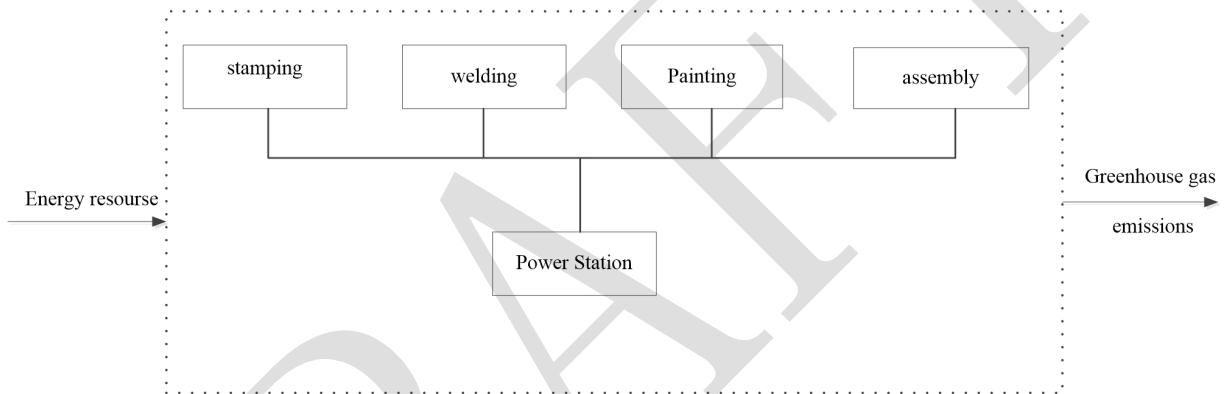 stamping
welding
Painting
assembly
Energy resourse
Greenhouse gas
emissions
Power Station